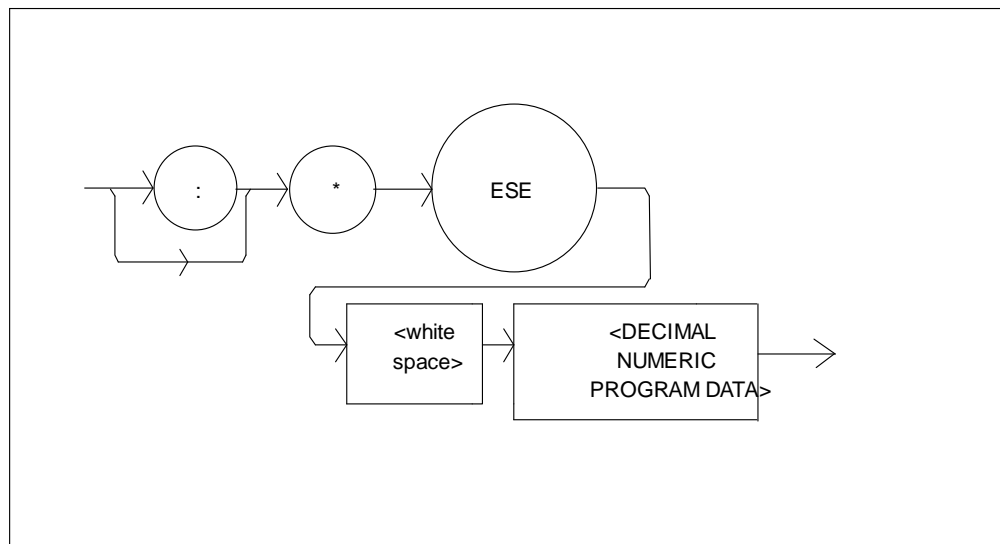 :
*
ESE
<white
space>
<DECIMAL
NUMERIC
PROGRAM DATA>